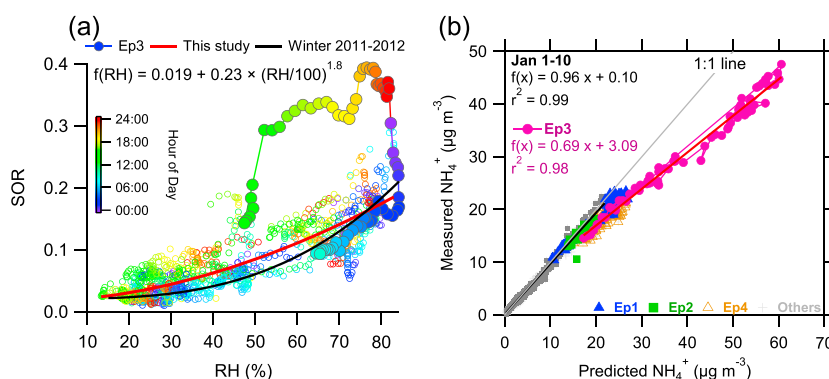 (a)
Ep3 This study Winter 2011-2012
f(RH) = 0.019 + 0.23 × (RH/100)^1.8
24:00
18:00
12:00
06:00
00:00
Hour of Day
SOR
0.4
0.3
0.2
0.1
0.0
10 20 30 40 50 60 70 80
RH (%)
(b)
Jan 1-10
f(x) = 0.96 x + 0.10
r² = 0.99
1:1 line
Ep3
f(x) = 0.69 x + 3.09
r² = 0.98
Measured NH₄⁺ (µg m⁻³)
50
40
30
20
10
0
Ep1 Ep2 Ep4 Others
0 10 20 30 40 50 60 70
Predicted NH₄⁺ (µg m⁻³)